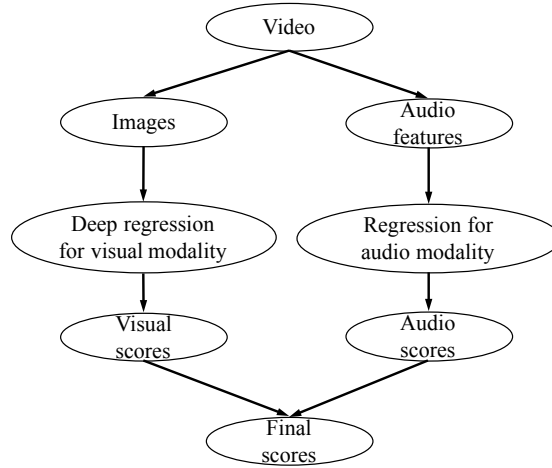 Video
Images
Audio
features
Deep regression
for visual modality
Regression for
audio modality
Visual
scores
Audio
scores
Final
scores